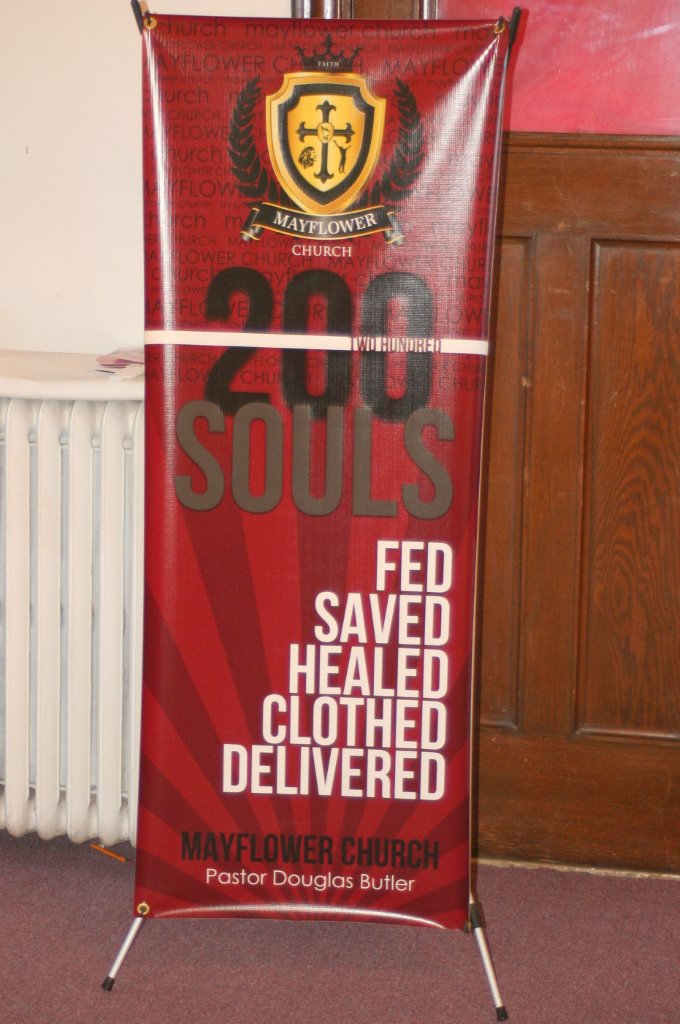 FAITH
MAYFLOWER
CHURCH
200
TWO HUNDRED
SOULS
FED
SAVED
HEALED
CLOTHED
DELIVERED
MAYFLOWER CHURCH
Pastor Douglas Butler